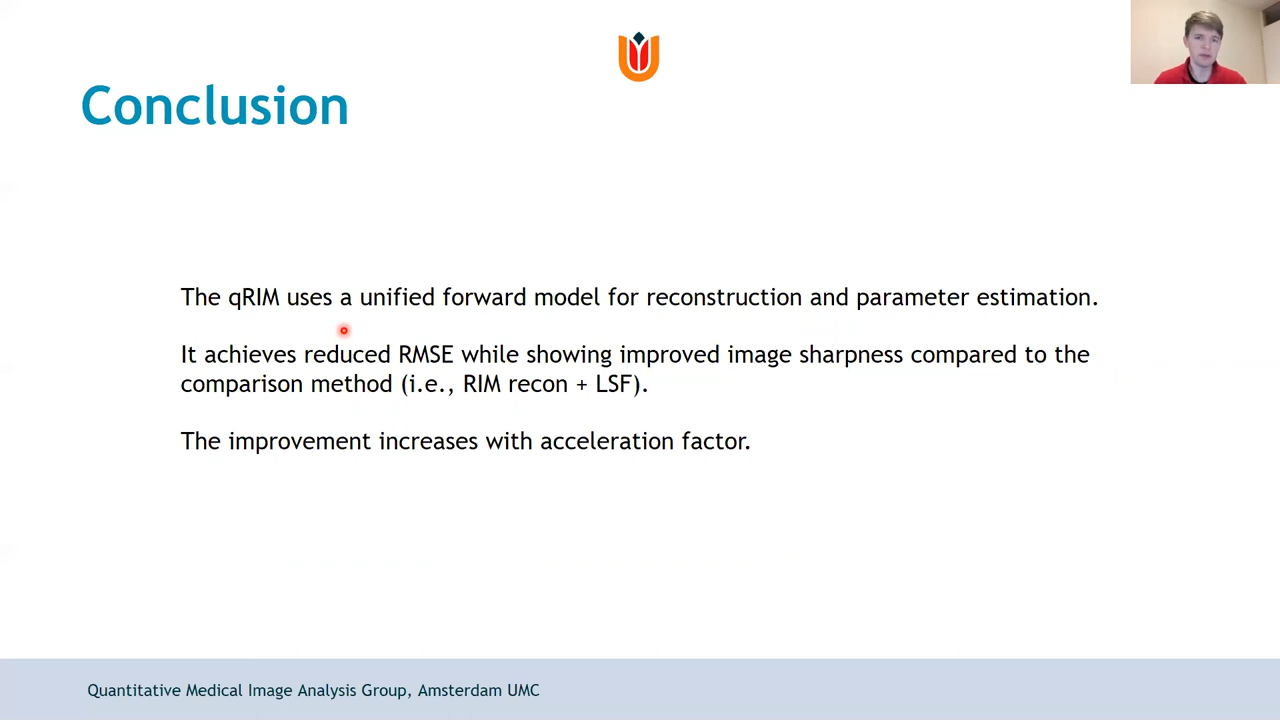 Conclusion
The qRIM uses a unified forward model for reconstruction and parameter estimation.
It achieves reduced RMSE while showing improved image sharpness compared to the
comparison method (i.e., RIM recon + LSF).
The improvement increases with acceleration factor.
Quantitative Medical Image Analysis Group, Amsterdam UMC